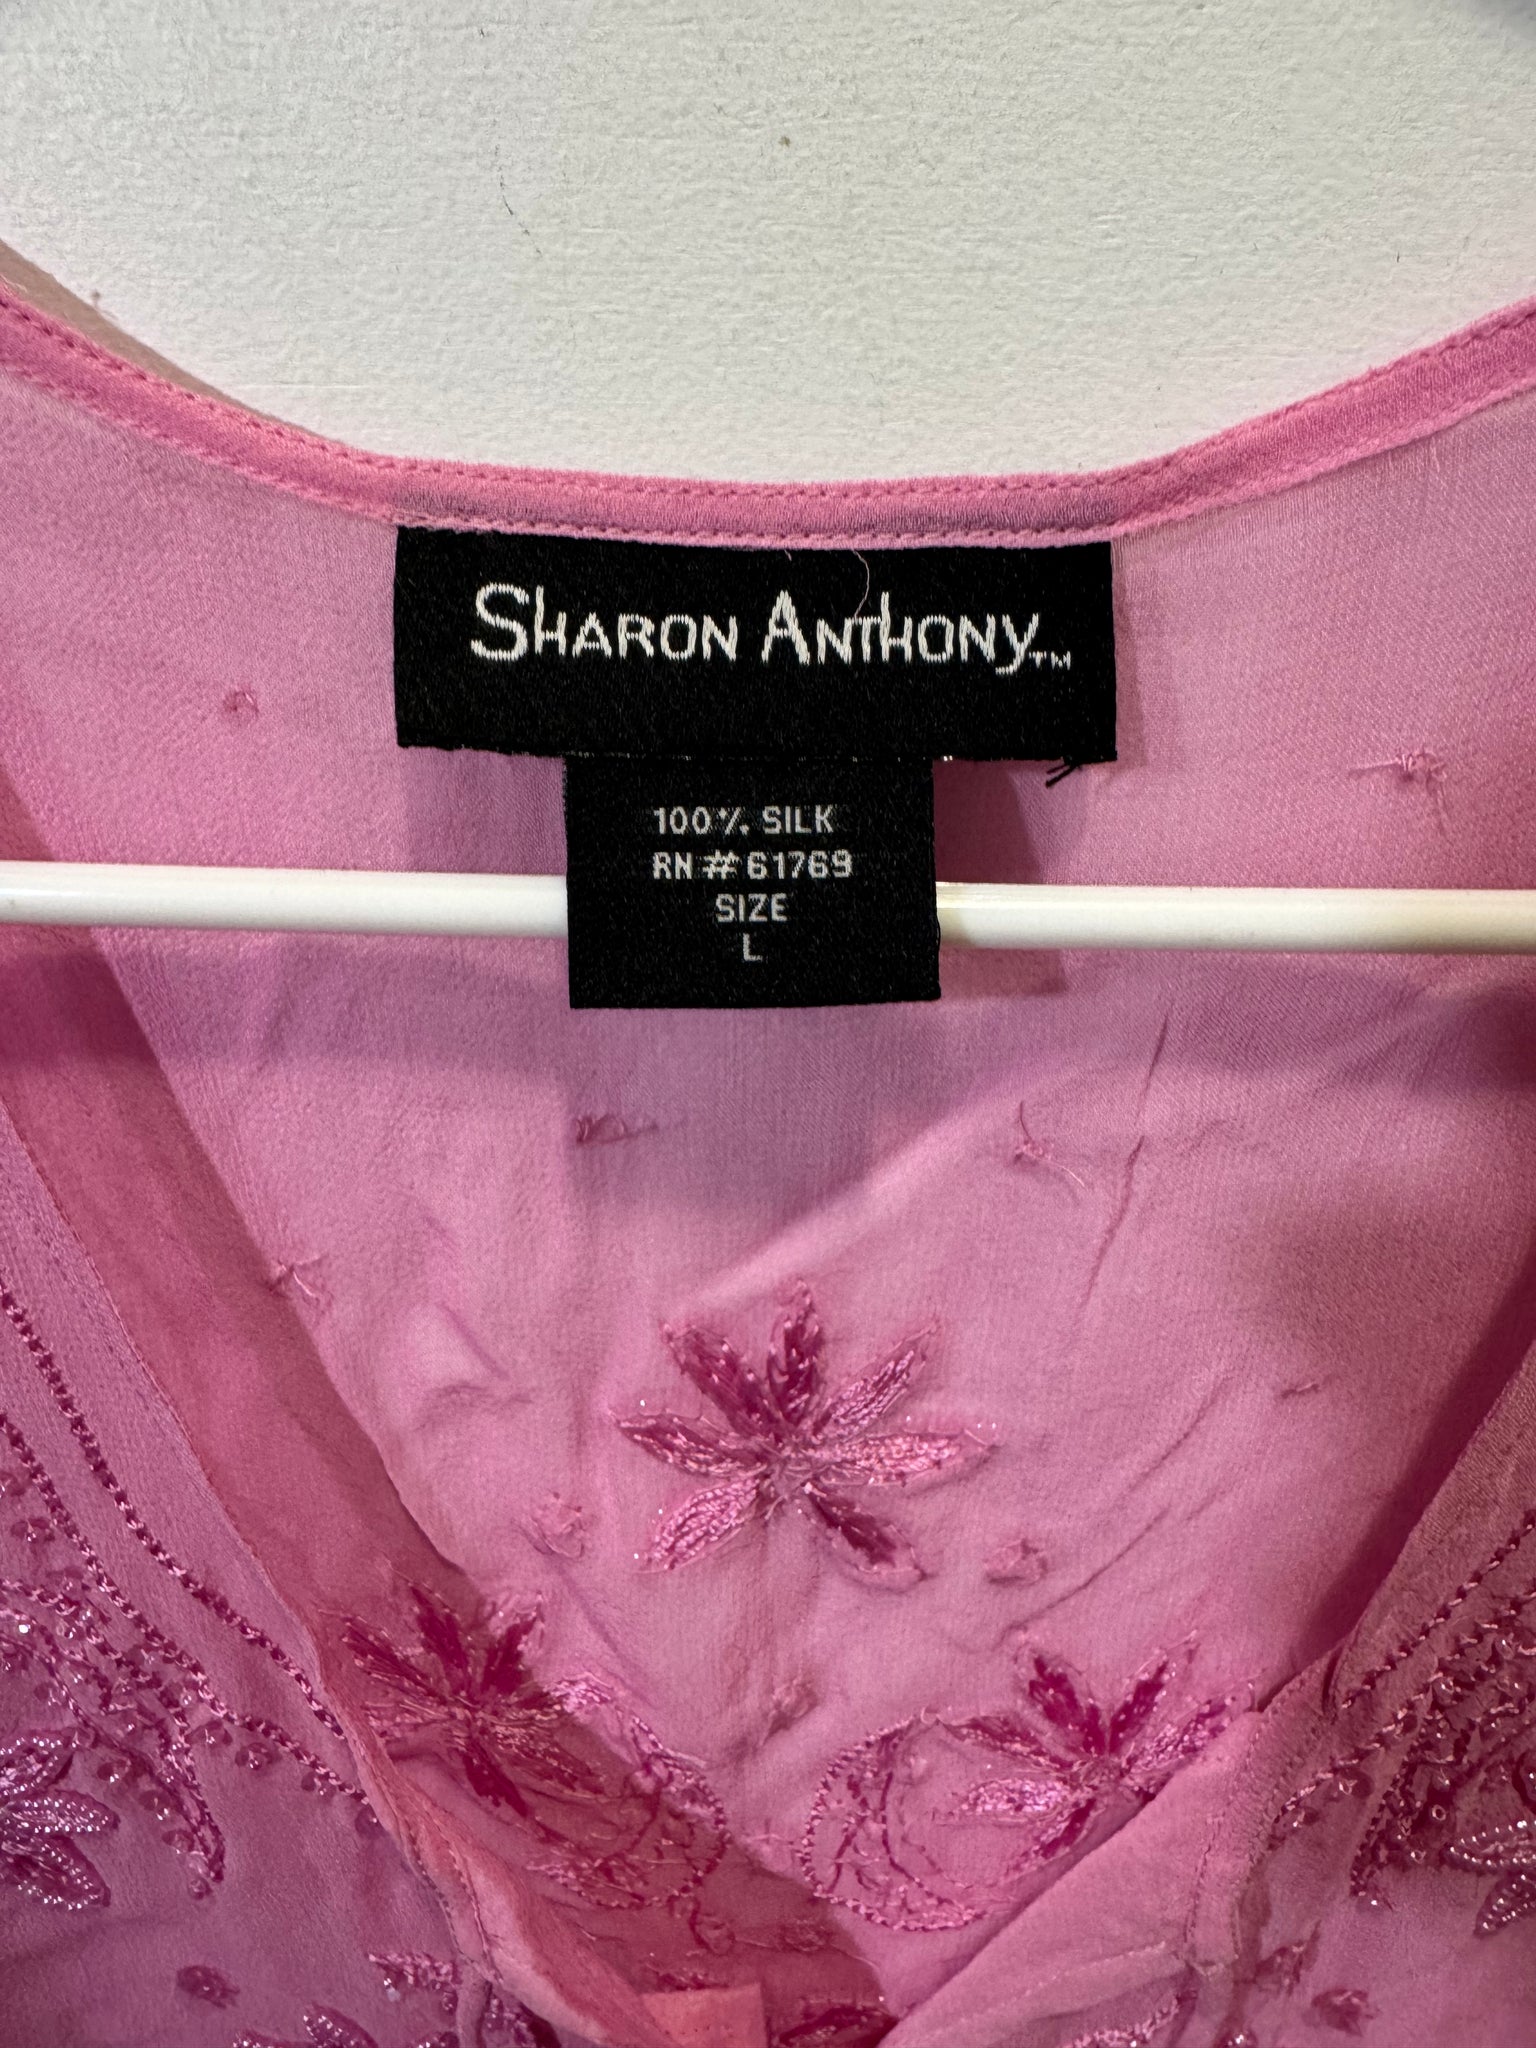 SHARON ANTHONY™
100% SILK
RN # 61769
SIZE
L